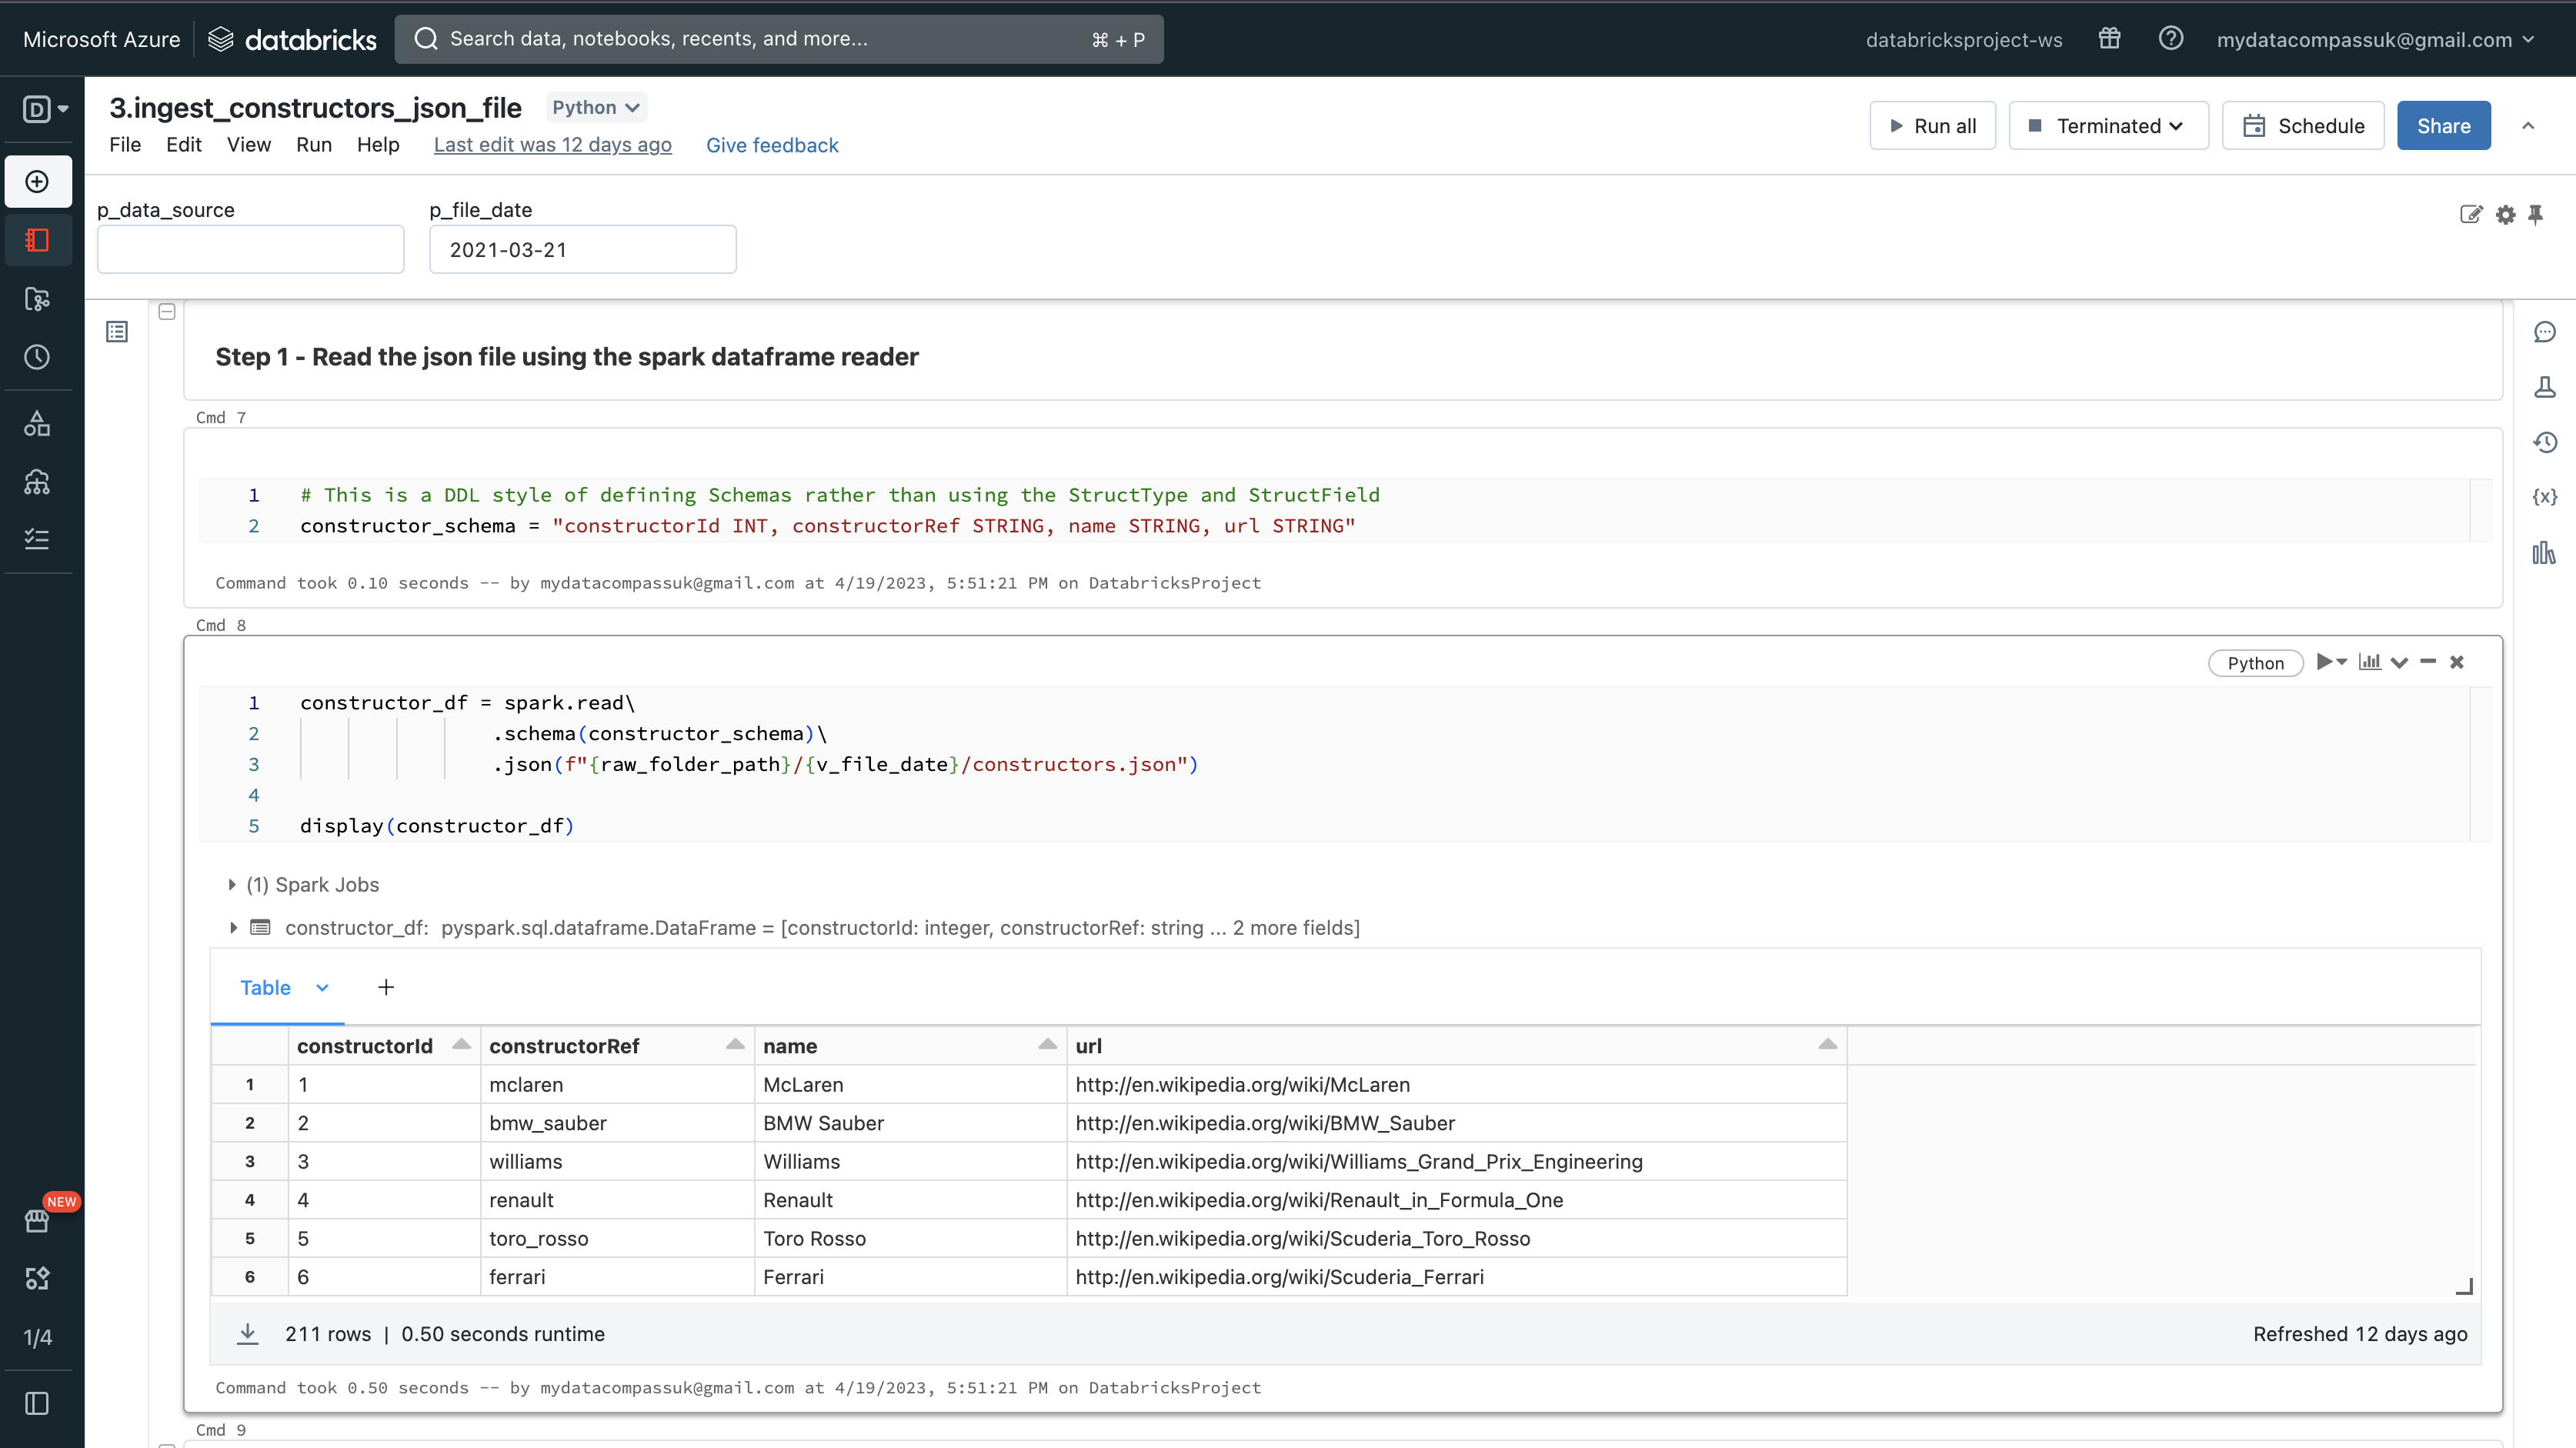 Microsoft Azure databricks Search data, notebooks, recents, and more... ⌘ + P databricksproject-ws mydatacompassuk@gmail.com
D
3.ingest_constructors_json_file Python
File Edit View Run Help Last edit was 12 days ago Give feedback
Run all Terminated Schedule Share
p_data_source p_file_date
2021-03-21
Step 1 - Read the json file using the spark dataframe reader
Cmd 7
1 # This is a DDL style of defining Schemas rather than using the StructType and StructField
2 constructor_schema = "constructorId INT, constructorRef STRING, name STRING, url STRING"
Command took 0.10 seconds -- by mydatacompassuk@gmail.com at 4/19/2023, 5:51:21 PM on DatabricksProject
Cmd 8
Python
1 constructor_df = spark.read\
2 .schema(constructor_schema)\
3 .json(f"{raw_folder_path}/{v_file_date}/constructors.json")
4
5 display(constructor_df)
(1) Spark Jobs
constructor_df: pyspark.sql.dataframe.DataFrame = [constructorId: integer, constructorRef: string ... 2 more fields]
Table +
constructorId constructorRef name url
1 1 mclaren McLaren http://en.wikipedia.org/wiki/McLaren
2 2 bmw_sauber BMW Sauber http://en.wikipedia.org/wiki/BMW_Sauber
3 3 williams Williams http://en.wikipedia.org/wiki/Williams_Grand_Prix_Engineering
4 4 renault Renault http://en.wikipedia.org/wiki/Renault_in_Formula_One
5 5 toro_rosso Toro Rosso http://en.wikipedia.org/wiki/Scuderia_Toro_Rosso
6 6 ferrari Ferrari http://en.wikipedia.org/wiki/Scuderia_Ferrari
211 rows | 0.50 seconds runtime Refreshed 12 days ago
Command took 0.50 seconds -- by mydatacompassuk@gmail.com at 4/19/2023, 5:51:21 PM on DatabricksProject
Cmd 9
NEW
1/4
{x}